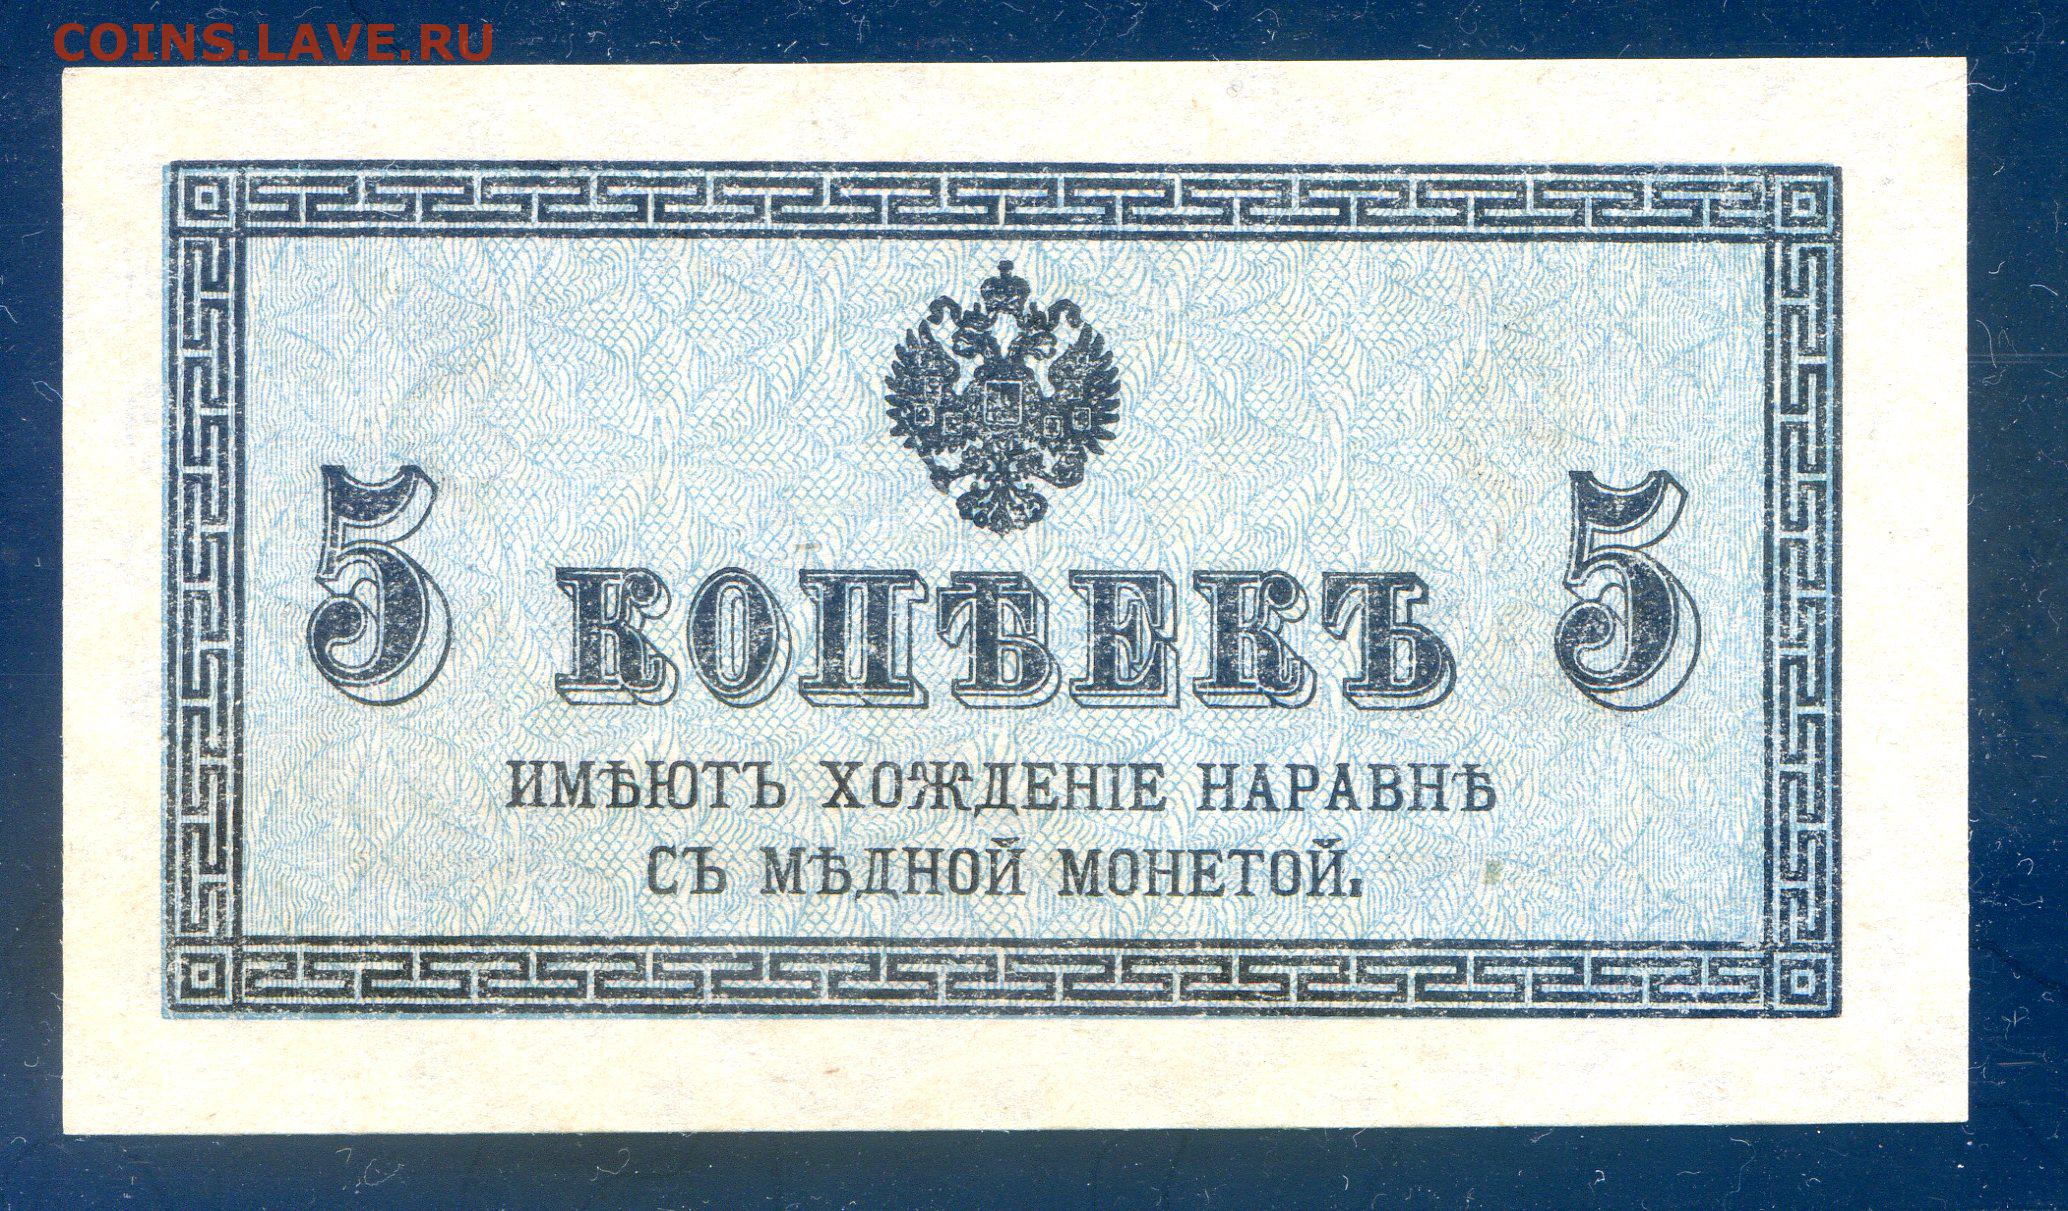 COINS.LAVE.RU
5 КОПѢЕКЪ 5
ИМѢЮТЪ ХОЖДЕНІЕ НАРАВНѢ
СЪ МѢДНОЙ МОНЕТОЙ.